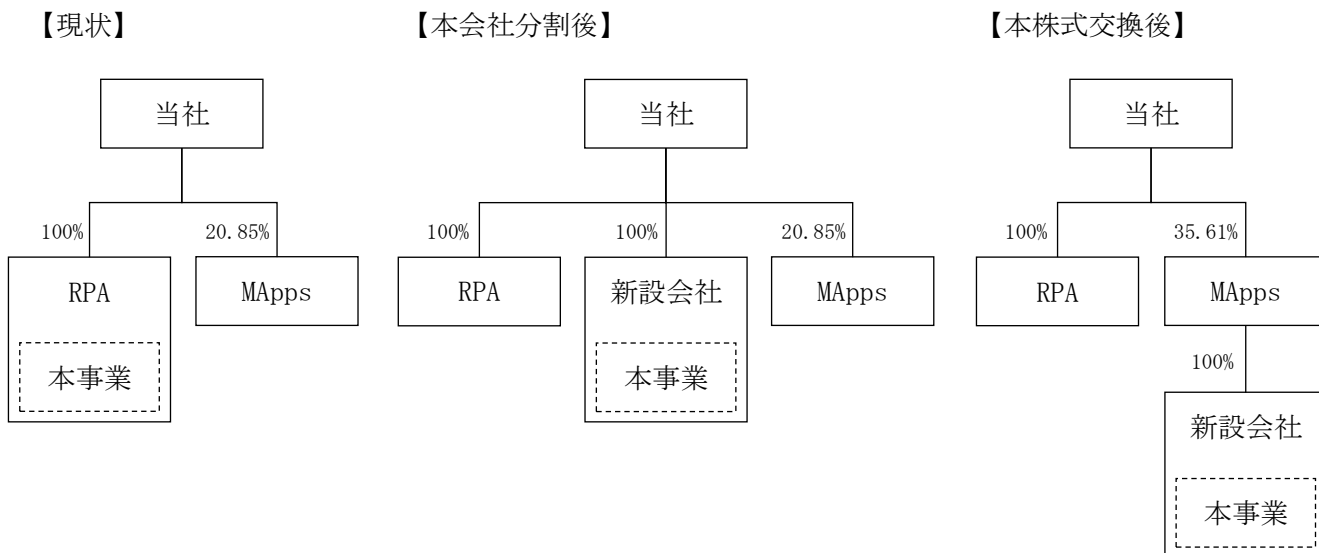 【現状】
当社
100%
20.85%
RPA
MApps
本事業
【本会社分割後】
当社
100%
100%
20.85%
RPA
新設会社
MApps
本事業
【本株式交換後】
当社
100%
35.61%
RPA
MApps
100%
新設会社
本事業